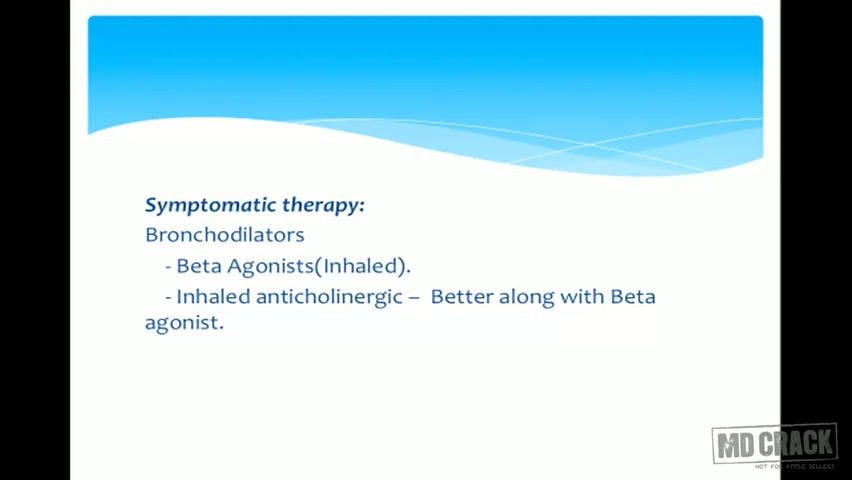 Symptomatic therapy:
Bronchodilators
- Beta Agonists(Inhaled).
- Inhaled anticholinergic – Better along with Beta
agonist.
MD CRACK
NOT FOR APPLE SELLERS